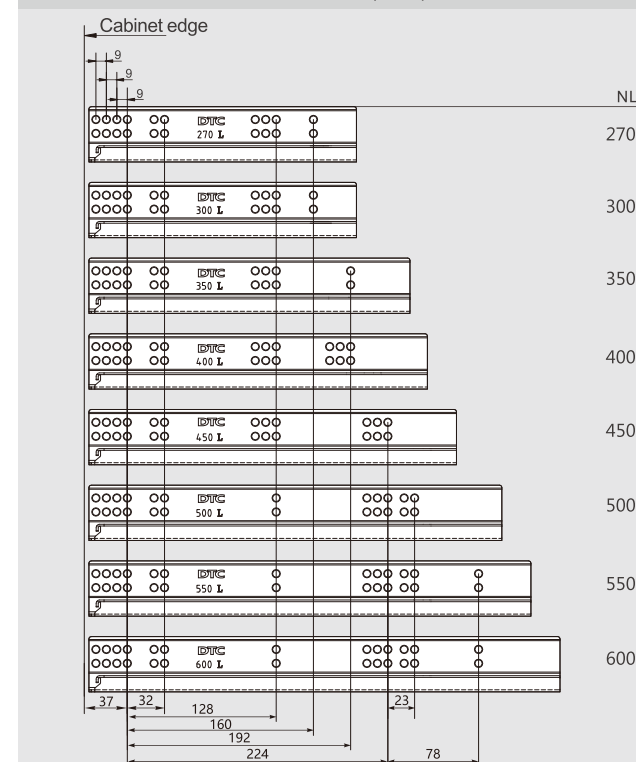 Cabinet edge
9
9
9
NL
DTC
270 L
270
DTC
300 L
300
DTC
350 L
350
DTC
400 L
400
DTC
450 L
450
DTC
500 L
500
DTC
550 L
550
DTC
600 L
600
37
32
23
128
160
192
224
78